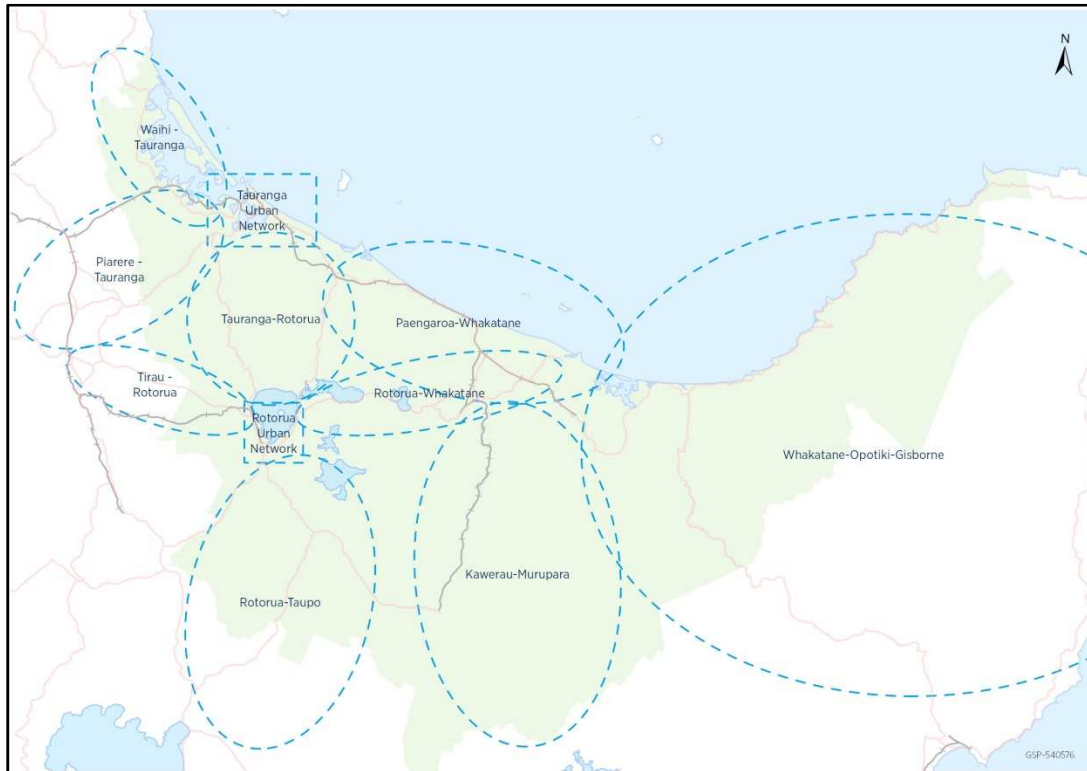 N
Waihi -
Tauranga
Tauranga
Urban
Network
Piarere -
Tauranga
Tauranga-Rotorua
Paengaroa-Whakatane
Tirau -
Rotorua
Rotorua-Whakatane
Rotorua
Urban
Network
Whakatane-Opotiki-Gisborne
Kawerau-Murupara
Rotorua-Taupo
GSP-540576